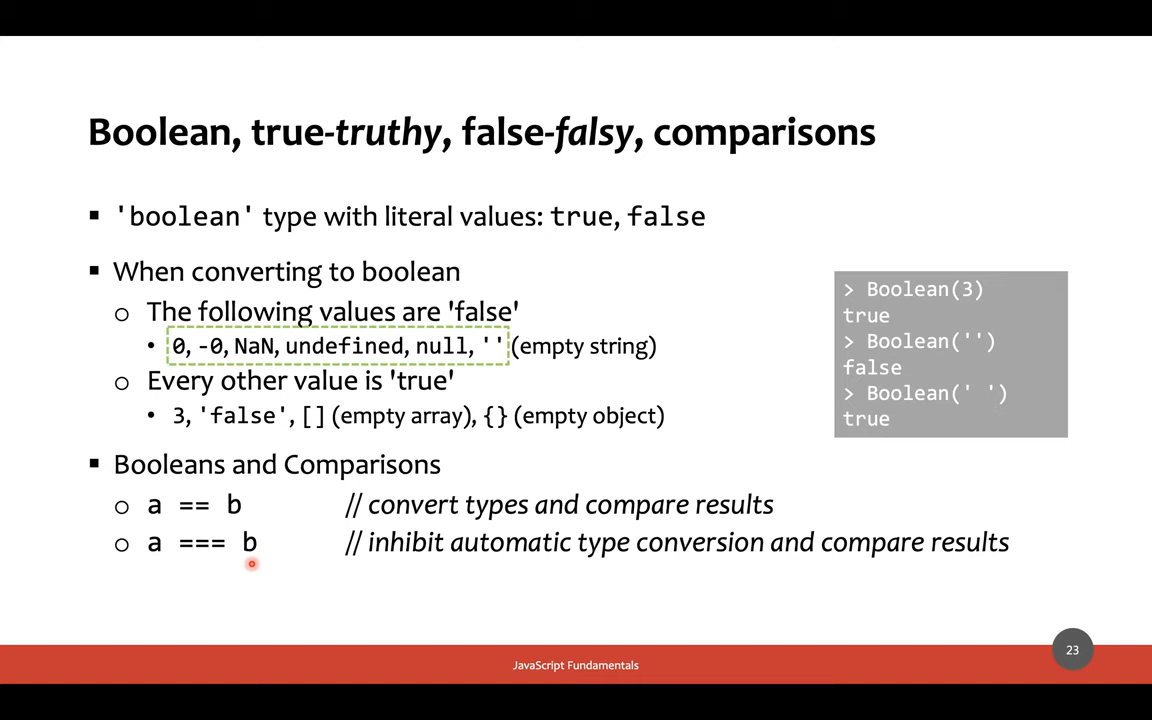 Boolean, true-truthy, false-falsy, comparisons
▪ 'boolean' type with literal values: true, false
▪ When converting to boolean
o The following values are 'false'
• 0, -0, NaN, undefined, null, '' (empty string)
o Every other value is 'true'
• 3, 'false', [] (empty array), {} (empty object)
> Boolean(3)
true
> Boolean('')
false
> Boolean(' ')
true
▪ Booleans and Comparisons
o a == b // convert types and compare results
o a === b // inhibit automatic type conversion and compare results
JavaScript Fundamentals
23